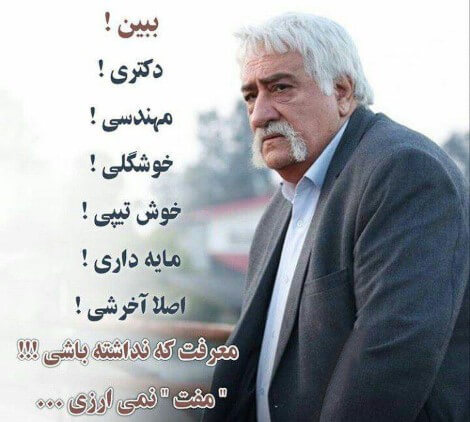 ببین !
دکتری !
مهندسی !
خوشگلی !
خوش تیپی !
مایه داری !
اصلا آخرشی !
معرفت که نداشته باشی !!!
" مفت " نمی ارزی ...